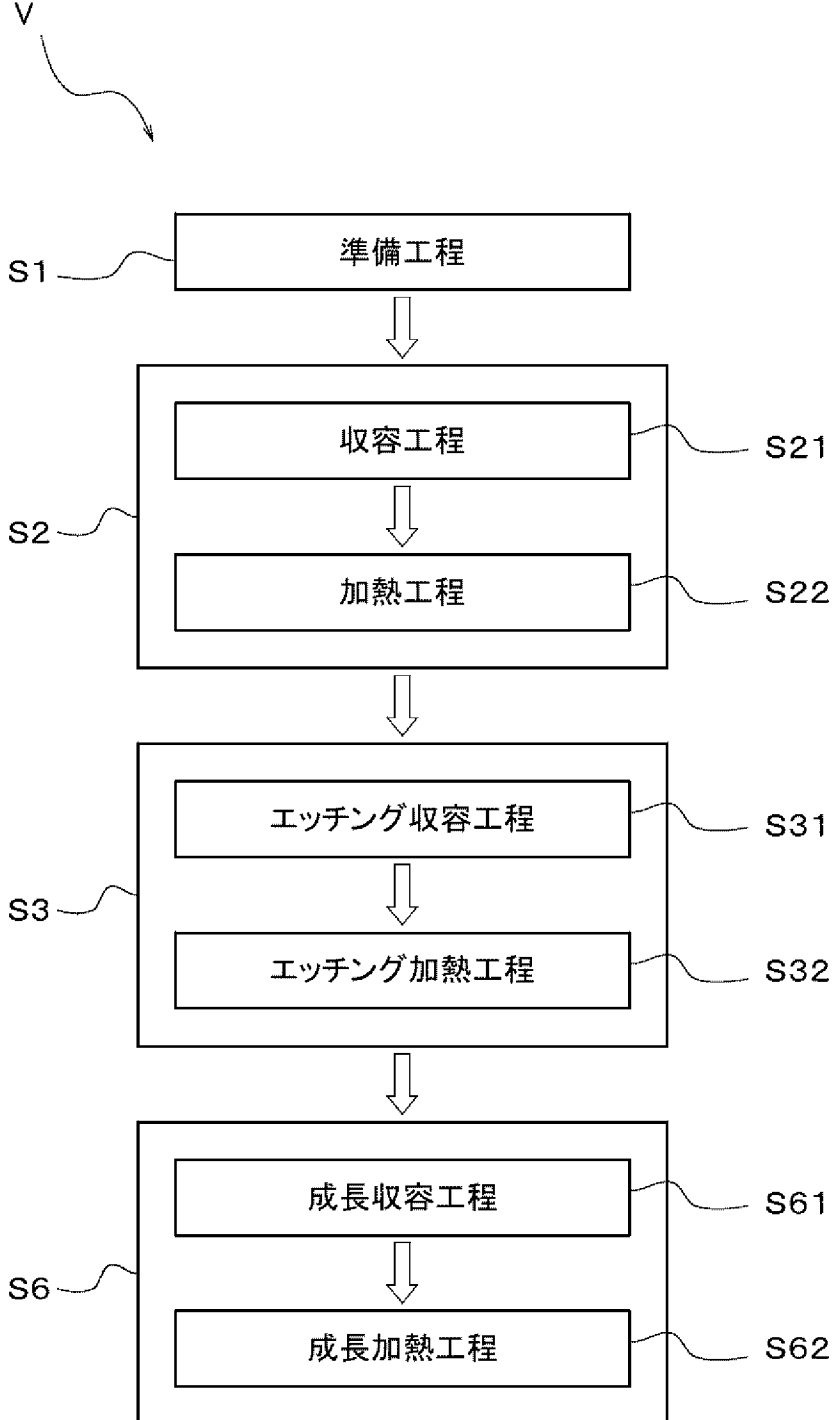 V
S1
準備工程
S2
収容工程
S21
加熱工程
S22
S3
エッチング収容工程
S31
エッチング加熱工程
S32
S6
成長収容工程
S61
成長加熱工程
S62